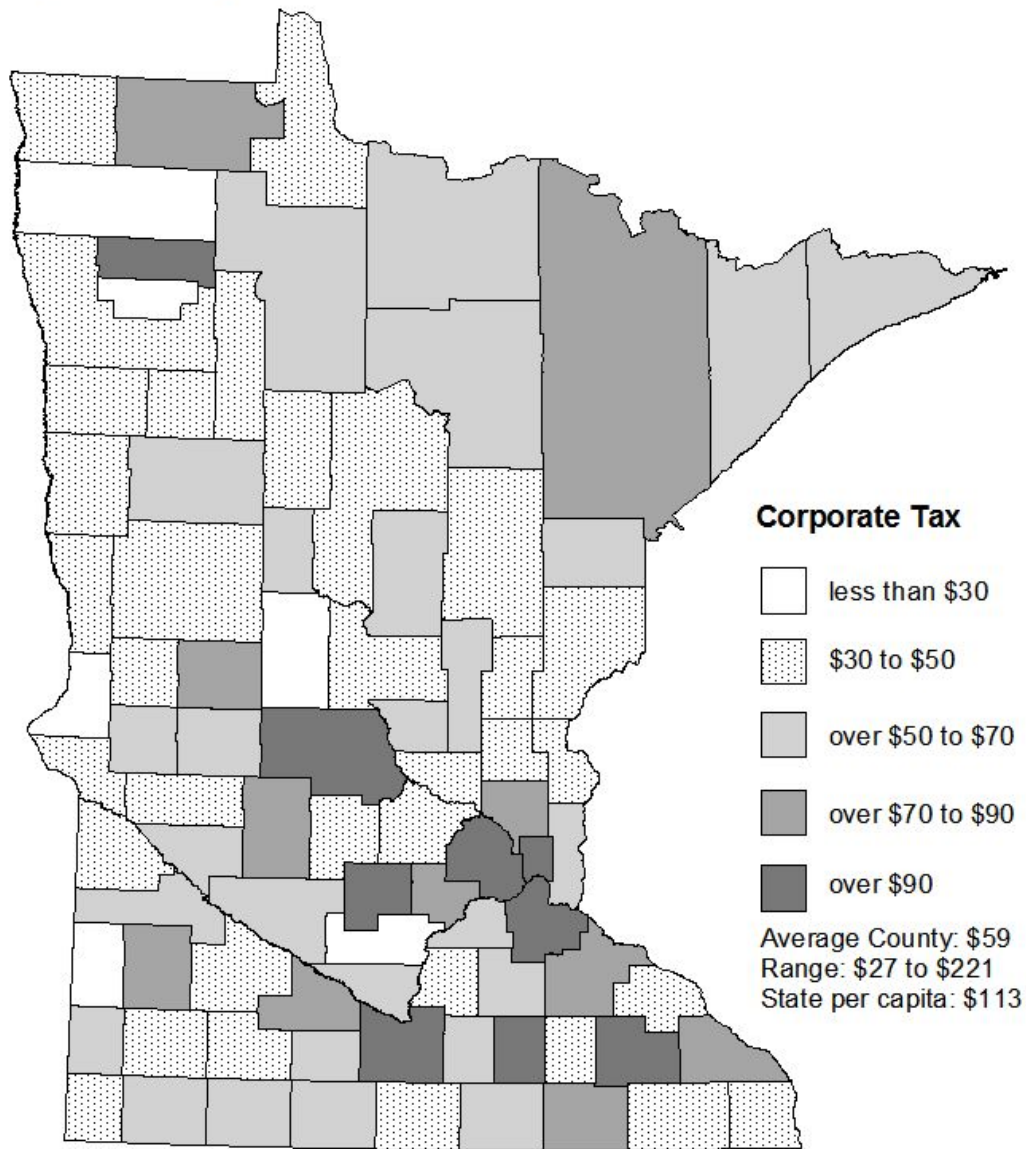 Corporate Tax
less than $30
$30 to $50
over $50 to $70
over $70 to $90
over $90
Average County: $59
Range: $27 to $221
State per capita: $113